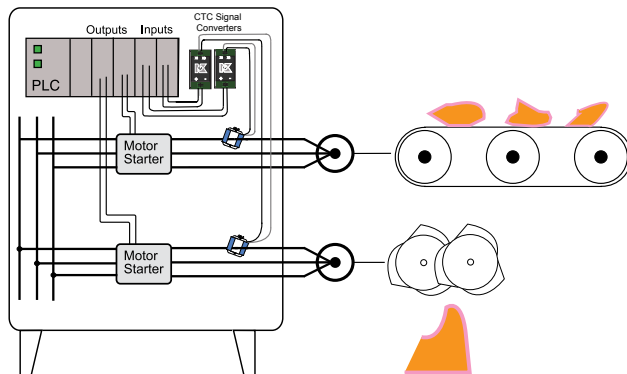 CTC Signal
Converters
Outputs Inputs
PLC
Motor
Starter
Motor
Starter